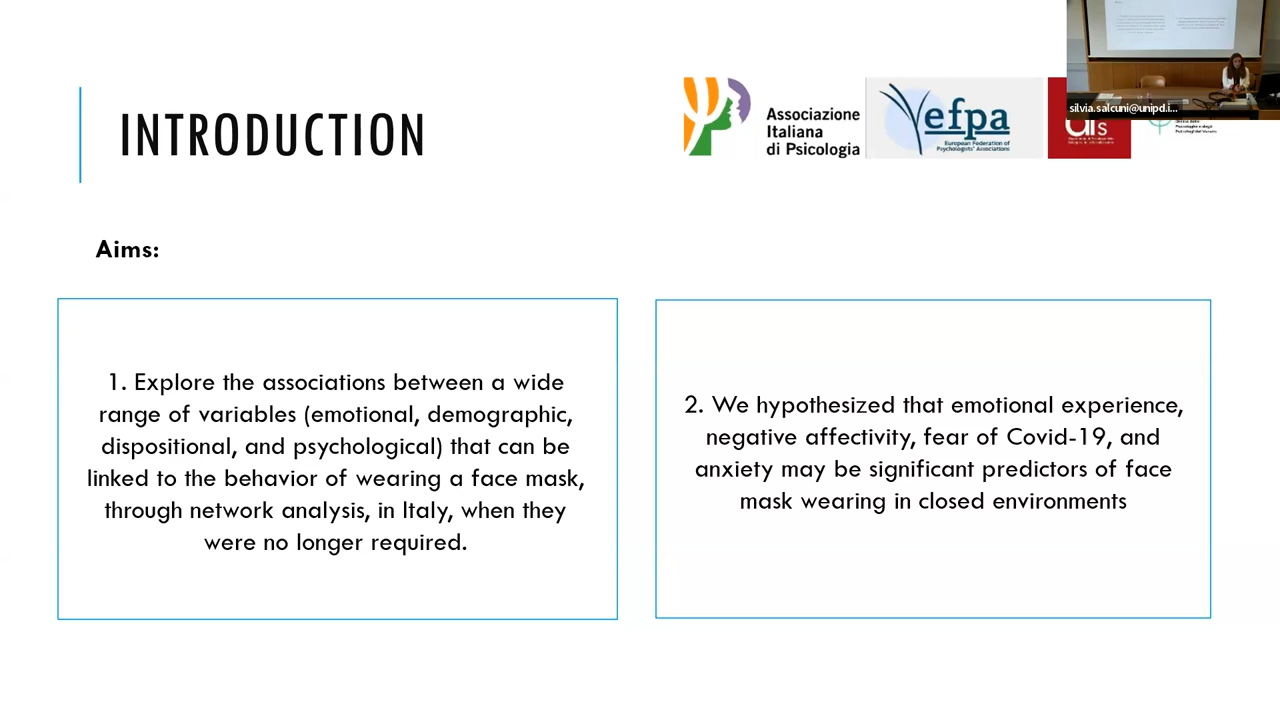 silvia.salcuni@unipd.i...
INTRODUCTION
Associazione
Italiana
di Psicologia
efpa
European Federation of
Psychologists' Associations
Aims:
1. Explore the associations between a wide
range of variables (emotional, demographic,
dispositional, and psychological) that can be
linked to the behavior of wearing a face mask,
through network analysis, in Italy, when they
were no longer required.
2. We hypothesized that emotional experience,
negative affectivity, fear of Covid-19, and
anxiety may be significant predictors of face
mask wearing in closed environments